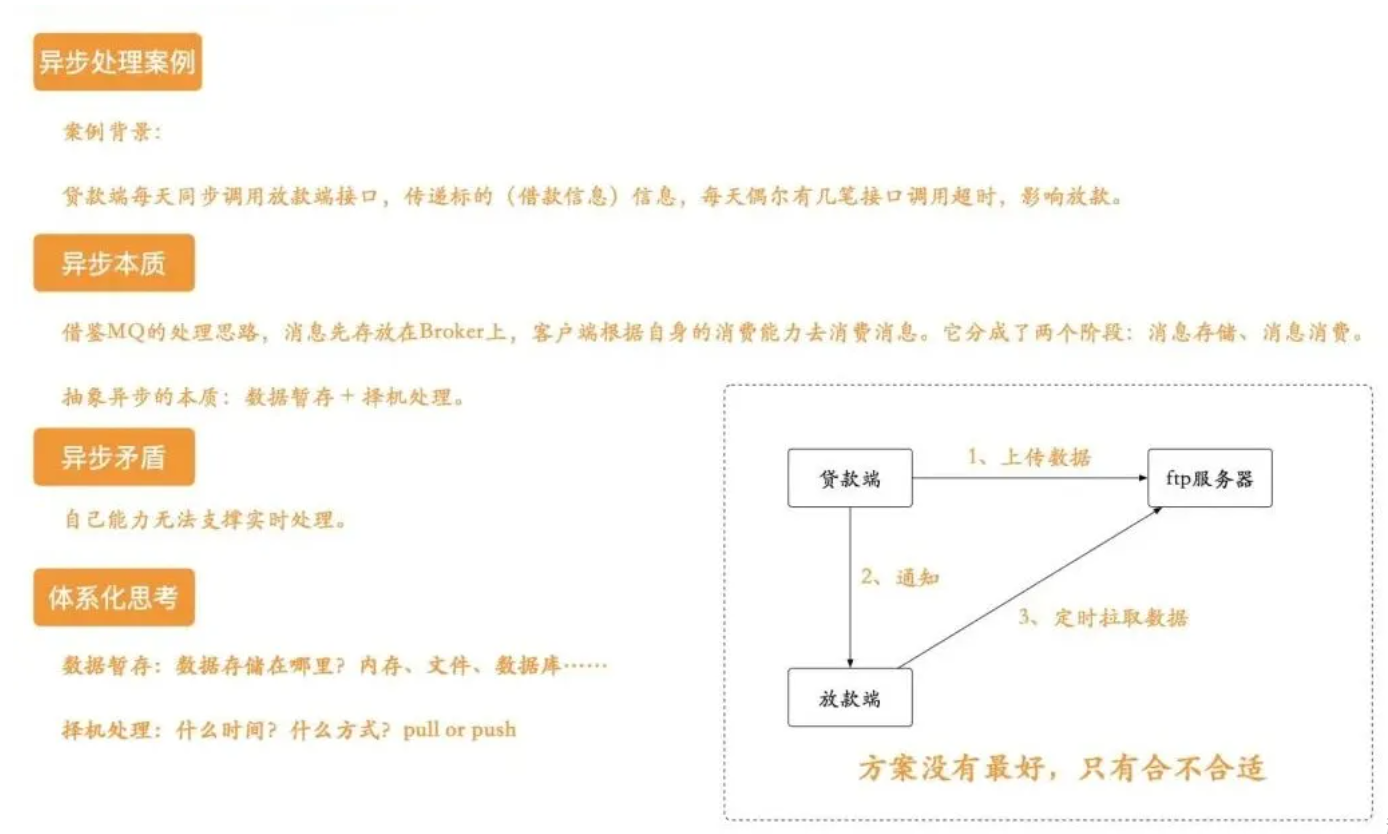 异步处理案例
案例背景：
贷款端每天同步调用放款端接口，传递标的（借款信息）信息，每天偶尔有几笔接口调用超时，影响放款。
异步本质
借鉴MQ的处理思路，消息先存放在Broker上，客户端根据自身的消费能力去消费消息。它分成了两个阶段：消息存储、消息消费。
抽象异步的本质：数据暂存 + 择机处理。
异步矛盾
自己能力无法支撑实时处理。
体系化思考
数据暂存：数据存储在哪里？内存、文件、数据库……
择机处理：什么时间？什么方式？pull or push
贷款端
1、上传数据
ftp服务器
2、通知
3、定时拉取数据
放款端
方案没有最好，只有合不合适